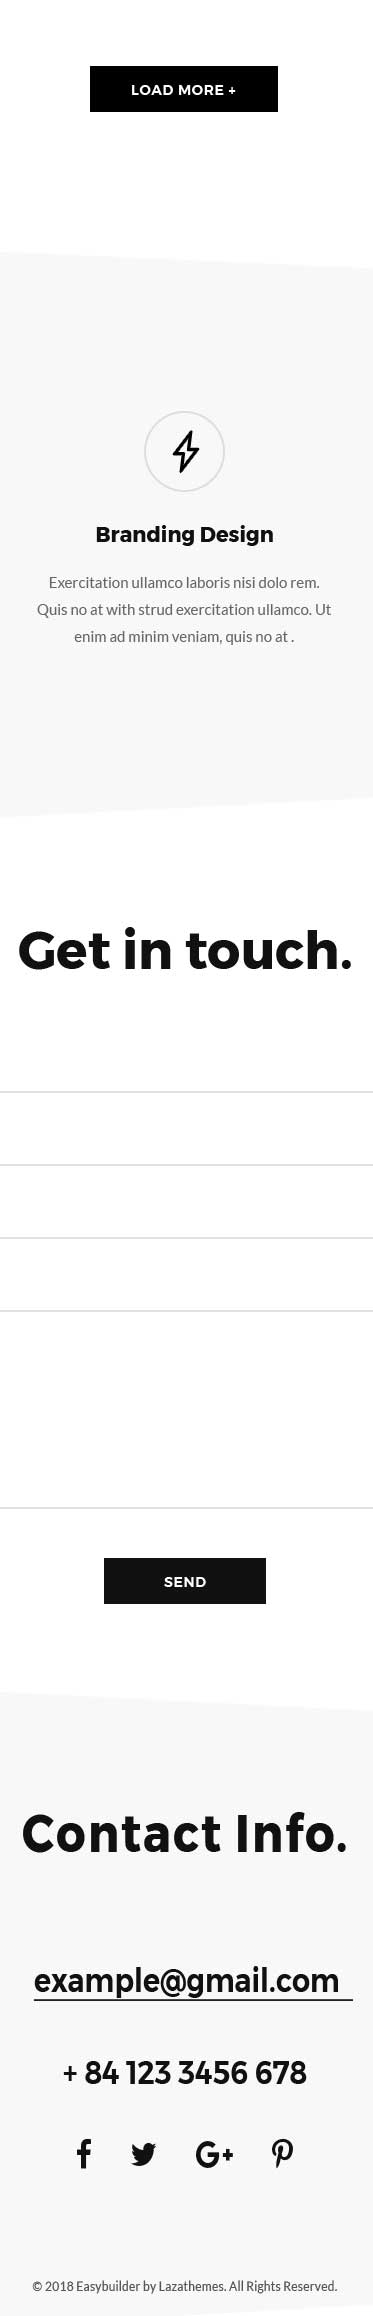 LOAD MORE +
Branding Design
Exercitation ullamco laboris nisi dolo rem.
Quis no at with strud exercitation ullamco. Ut
enim ad minim veniam, quis no at .
Get in touch.
SEND
Contact Info.
example@gmail.com
+ 84 123 3456 678
© 2018 Easybuilder by Lazathemes. All Rights Reserved.